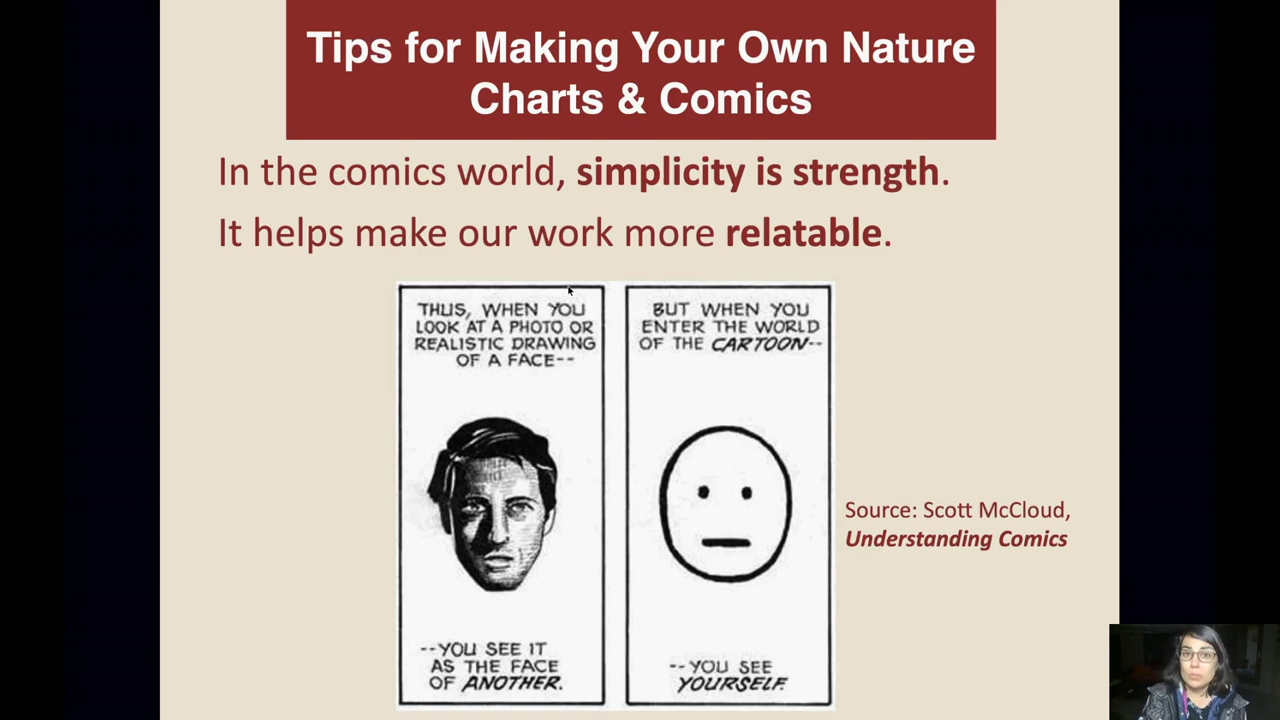 Tips for Making Your Own Nature
Charts & Comics
In the comics world, simplicity is strength.
It helps make our work more relatable.
THUS, WHEN YOU
LOOK AT A PHOTO OR
REALISTIC DRAWING
OF A FACE--
--YOU SEE IT
AS THE FACE
OF ANOTHER.
BUT WHEN YOU
ENTER THE WORLD
OF THE CARTOON--
--YOU SEE
YOURSELF.
Source: Scott McCloud,
Understanding Comics